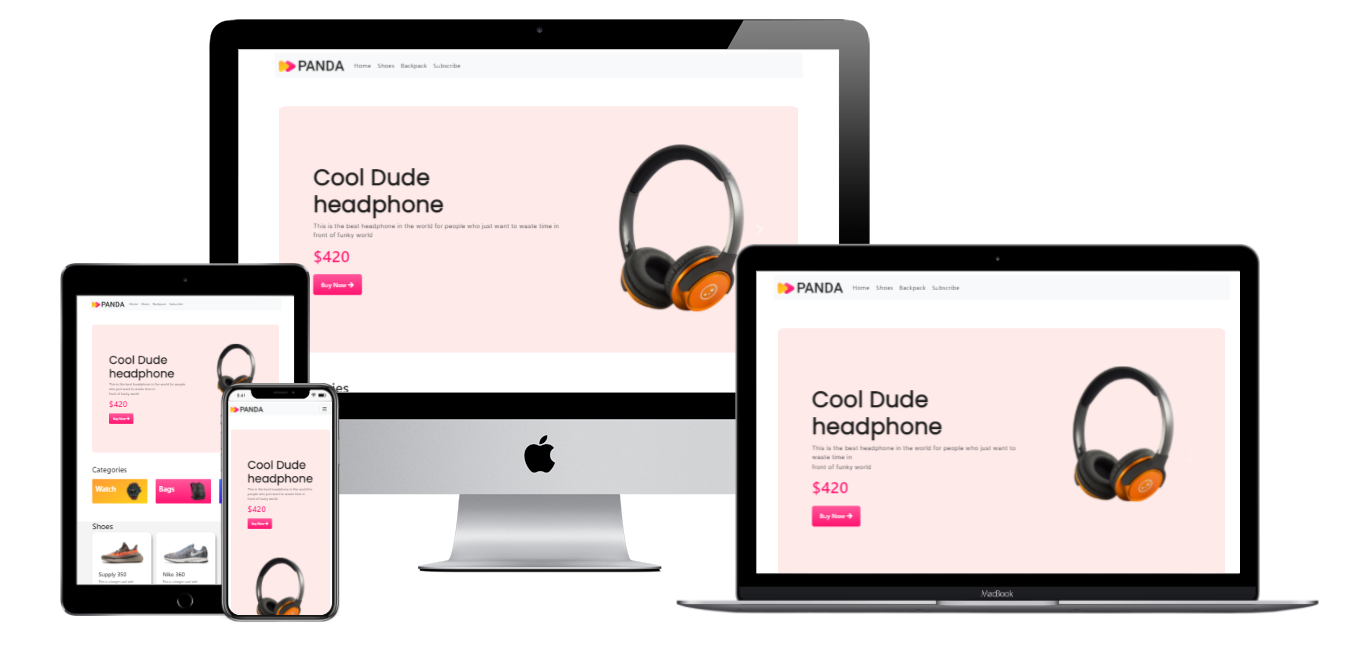 PANDA Home Shoes Backpack Subscribe
Cool Dude
headphone
This is the best headphone in the world for people who just want to waste time in
front of funky world
$420
Buy Now
PANDA Home Shoes Backpack Subscribe
Cool Dude
headphone
This is the best headphone in the world for people who just want to
waste time in
front of funky world
$420
Buy Now
MacBook
PANDA Home Shoes Backpack Subscribe
Cool Dude
headphone
This is the best headphone in the world for people
who just want to waste time in
front of funky world
$420
Buy Now
Categories
Watch Bags
Shoes
Supply 350 Nike 360
9:41
PANDA
Cool Dude
headphone
This is the best headphone in the world for
people who just want to waste time in
front of funky world
$420
Buy Now